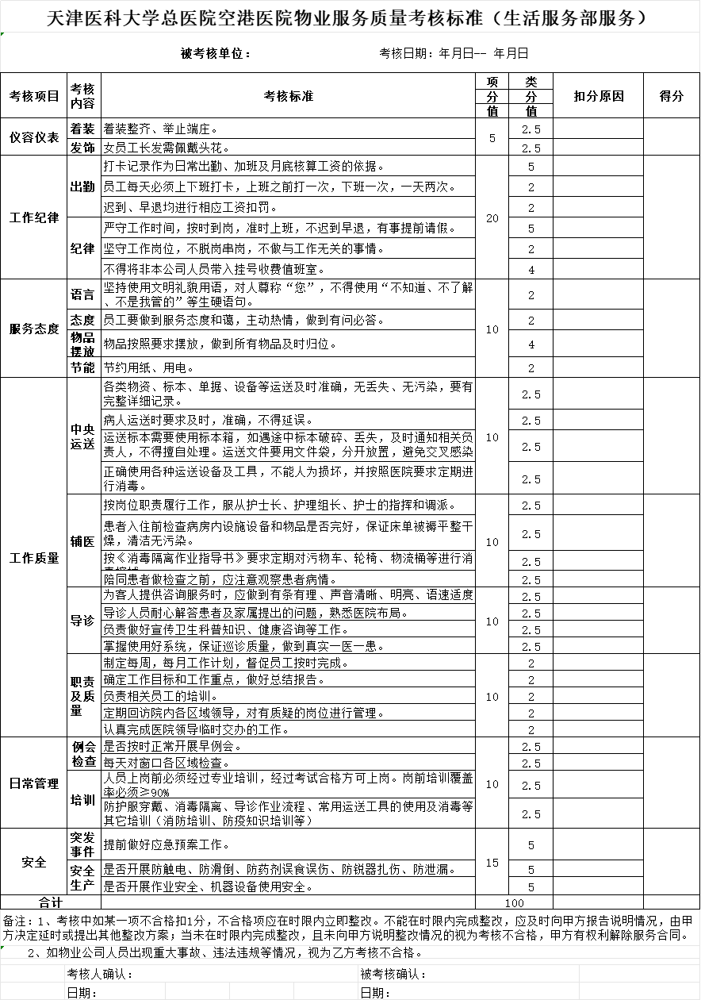 天津医科大学总医院空港医院物业服务质量考核标准（生活服务部服务）
被考核单位： 考核日期：年月日-- 年月日
考核项目 考核内容 考核标准 项分值 类分值 扣分原因 得分
仪容仪表 着装 着装整齐、举止端庄。 5 2.5
发饰 女员工长发需佩戴头花。 2.5
工作纪律 出勤 打卡记录作为日常出勤、加班及月底核算工资的依据。 20 5
员工每天必须上下班打卡，上班之前打一次，下班一次，一天两次。 2
迟到、早退均进行相应工资扣罚。 2
纪律 严守工作时间，按时到岗，准时上班，不迟到早退，有事提前请假。 5
坚守工作岗位，不脱岗串岗，不做与工作无关的事情。 2
不得将非本公司人员带入挂号收费值班室。 4
服务态度 语言 坚持使用文明礼貌用语，对人尊称“您”，不得使用“不知道、不了解
、不是我管的”等生硬语句。 10 2
态度 员工要做到服务态度和蔼，主动热情，做到有问必答。 2
物品摆放 物品按照要求摆放，做到所有物品及时归位。 4
节能 节约用纸、用电。 2
工作质量 中央运送 各类物资、标本、单据、设备等运送及时准确，无丢失、无污染，要有
完整详细记录。 10 2.5
病人运送时要求及时，准确，不得延误。 2.5
运送标本需要使用标本箱，如遇途中标本破碎、丢失，及时通知相关负
责人，不得擅自处理。运送文件要用文件袋，分开放置，避免交叉感染 2.5
正确使用各种运送设备及工具，不能人为损坏，并按照医院要求定期进
行消毒。 2.5
辅医 按岗位职责履行工作，服从护士长、护理组长、护士的指挥和调派。 10 2.5
患者入住前检查病房内设施设备和物品是否完好，保证床单被褥平整干
燥，清洁无污染。 2.5
按《消毒隔离作业指导书》要求定期对污物车、轮椅、物流桶等进行消 2.5
陪同患者做检查之前，应注意观察患者病情。 2.5
导诊 为客人提供咨询服务时，应做到有条有理、声音清晰、明亮、语速适度 10 2.5
导诊人员耐心解答患者及家属提出的问题，熟悉医院布局。 2.5
负责做好宣传卫生科普知识、健康咨询等工作。 2.5
掌握使用好系统，保证巡诊质量，做到真实一医一患。 2.5
职责及质量 制定每周，每月工作计划，督促员工按时完成。 10 2
确定工作目标和工作重点，做好总结报告。 2
负责相关员工的培训。 2
定期回访院内各区域领导，对有质疑的岗位进行管理。 2
认真完成医院领导临时交办的工作。 2
日常管理 例会检查 是否按时正常开展早例会。 10 2.5
每天对窗口各区域检查。 2.5
培训 人员上岗前必须经过专业培训，经过考试合格方可上岗。岗前培训覆盖
率必须≥90% 2.5
防护服穿戴、消毒隔离、导诊作业流程、常用运送工具的使用及消毒等
其它培训（消防培训、防疫知识培训等） 2.5
安全 突发事件 提前做好应急预案工作。 15 5
安全生产 是否开展防触电、防滑倒、防药剂误食误伤、防锐器扎伤、防泄漏。 5
是否开展作业安全、机器设备使用安全。 5
合计 100
备注：1、考核中如某一项不合格扣1分，不合格项应在时限内立即整改。不能在时限内完成整改，应及时向甲方报告说明情况，由甲
方决定延时或提出其他整改方案；当未在时限内完成整改，且未向甲方说明整改情况的视为考核不合格，甲方有权利解除服务合同。
2、如物业公司人员出现重大事故、违法违规等情况，视为乙方考核不合格。
考核人确认： 被考核确认：
日期： 日期：